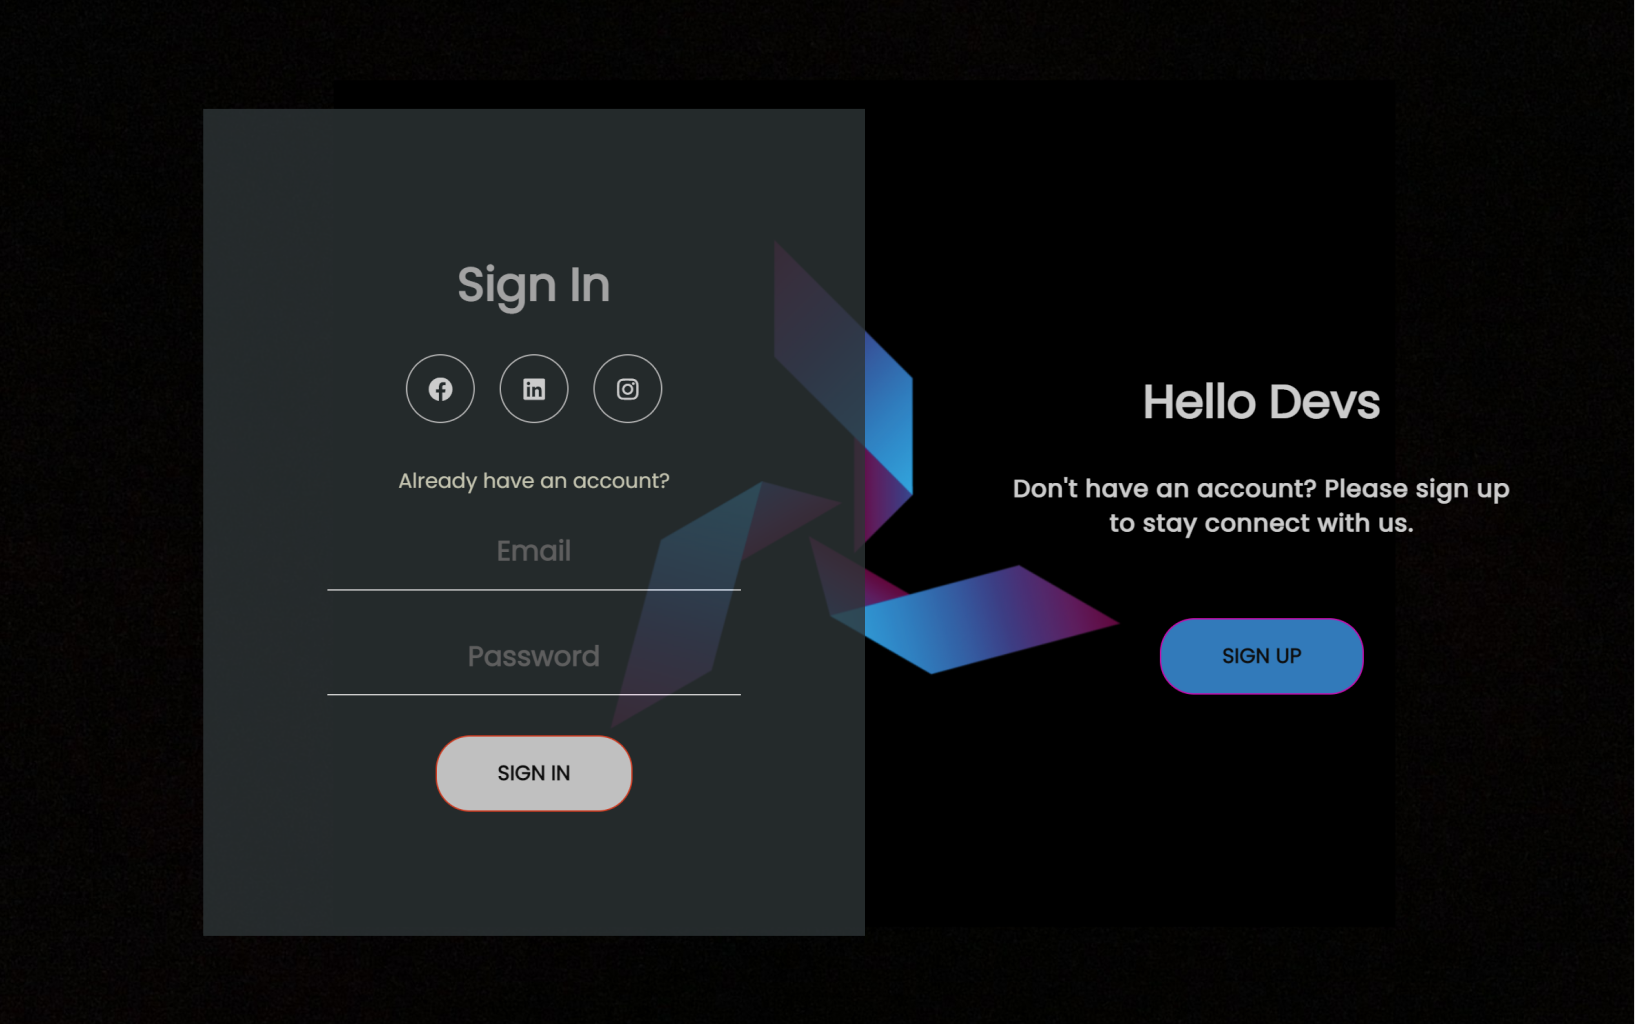 Sign In
Already have an account?
Email
Password
SIGN IN
Hello Devs
Don't have an account? Please sign up
to stay connect with us.
SIGN UP